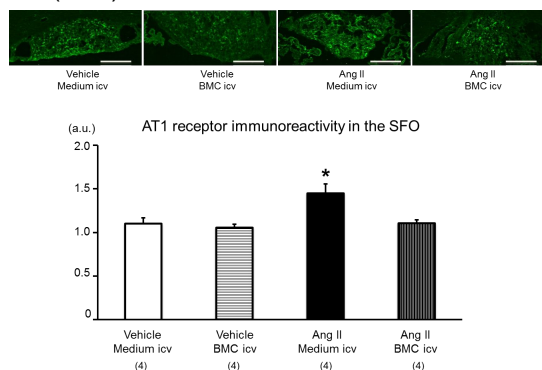 Vehicle
Medium icv
Vehicle
BMC icv
Ang II
Medium icv
Ang II
BMC icv
(a.u.)
AT1 receptor immunoreactivity in the SFO
2.0
1.5
1.0
0.5
0
*
Vehicle
Medium icv
(4)
Vehicle
BMC icv
(4)
Ang II
Medium icv
(4)
Ang II
BMC icv
(4)